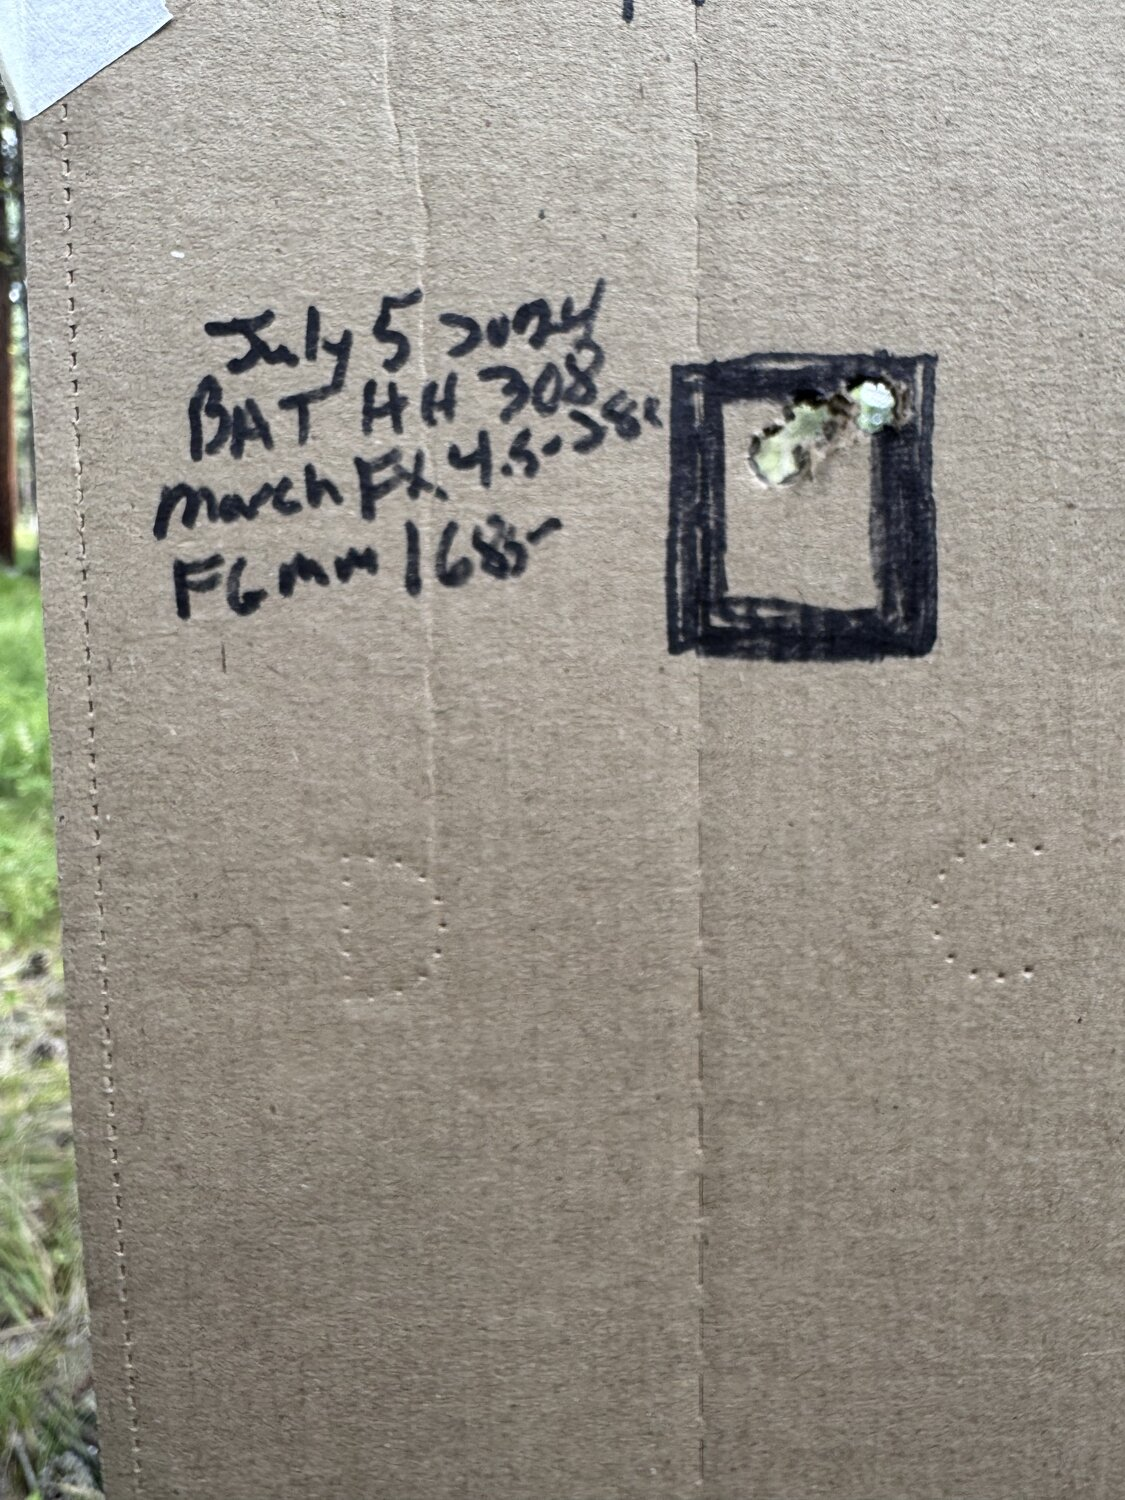 July 5 2024
BAT HH 308
March FX 4.5-28x
FGMM 168